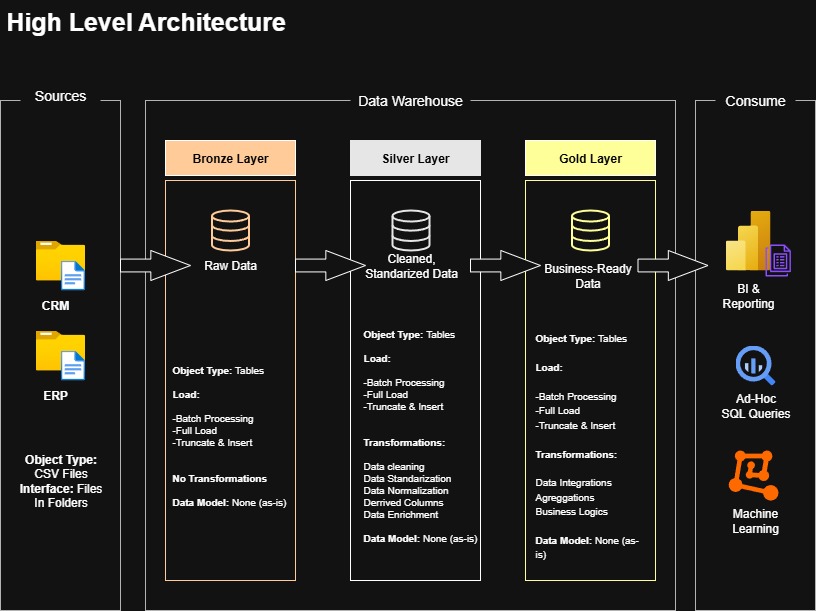 High Level Architecture
Sources
Data Warehouse
Consume
CRM
ERP
Object Type:
CSV Files
Interface: Files
In Folders
Bronze Layer
Raw Data
Object Type: Tables
Load:
-Batch Processing
-Full Load
-Truncate & Insert
No Transformations
Data Model: None (as-is)
Silver Layer
Cleaned,
Standarized Data
Object Type: Tables
Load:
-Batch Processing
-Full Load
-Truncate & Insert
Transformations:
Data cleaning
Data Standarization
Data Normalization
Derrived Columns
Data Enrichment
Data Model: None (as-is)
Gold Layer
Business-Ready
Data
Object Type: Tables
Load:
-Batch Processing
-Full Load
-Truncate & Insert
Transformations:
Data Integrations
Agreggations
Business Logics
Data Model: None (as-
is)
BI &
Reporting
Ad-Hoc
SQL Queries
Machine
Learning